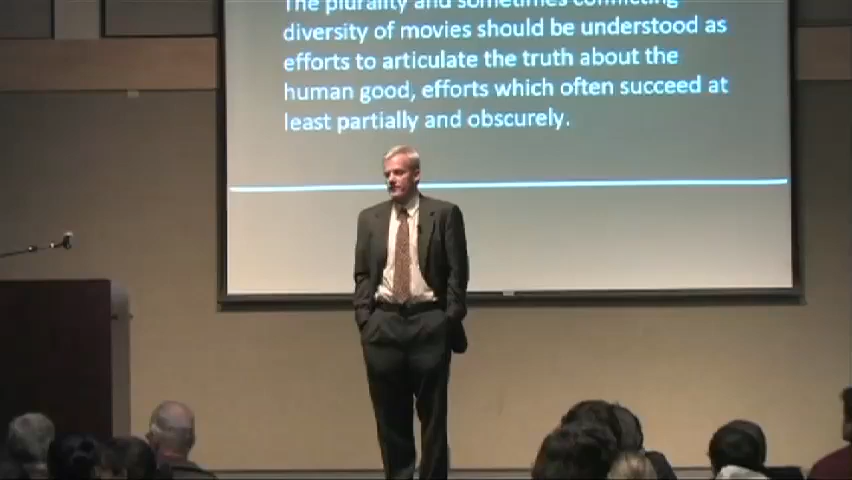 The plurality and sometimes conflicting
diversity of movies should be understood as
efforts to articulate the truth about the
human good, efforts which often succeed at
least partially and obscurely.